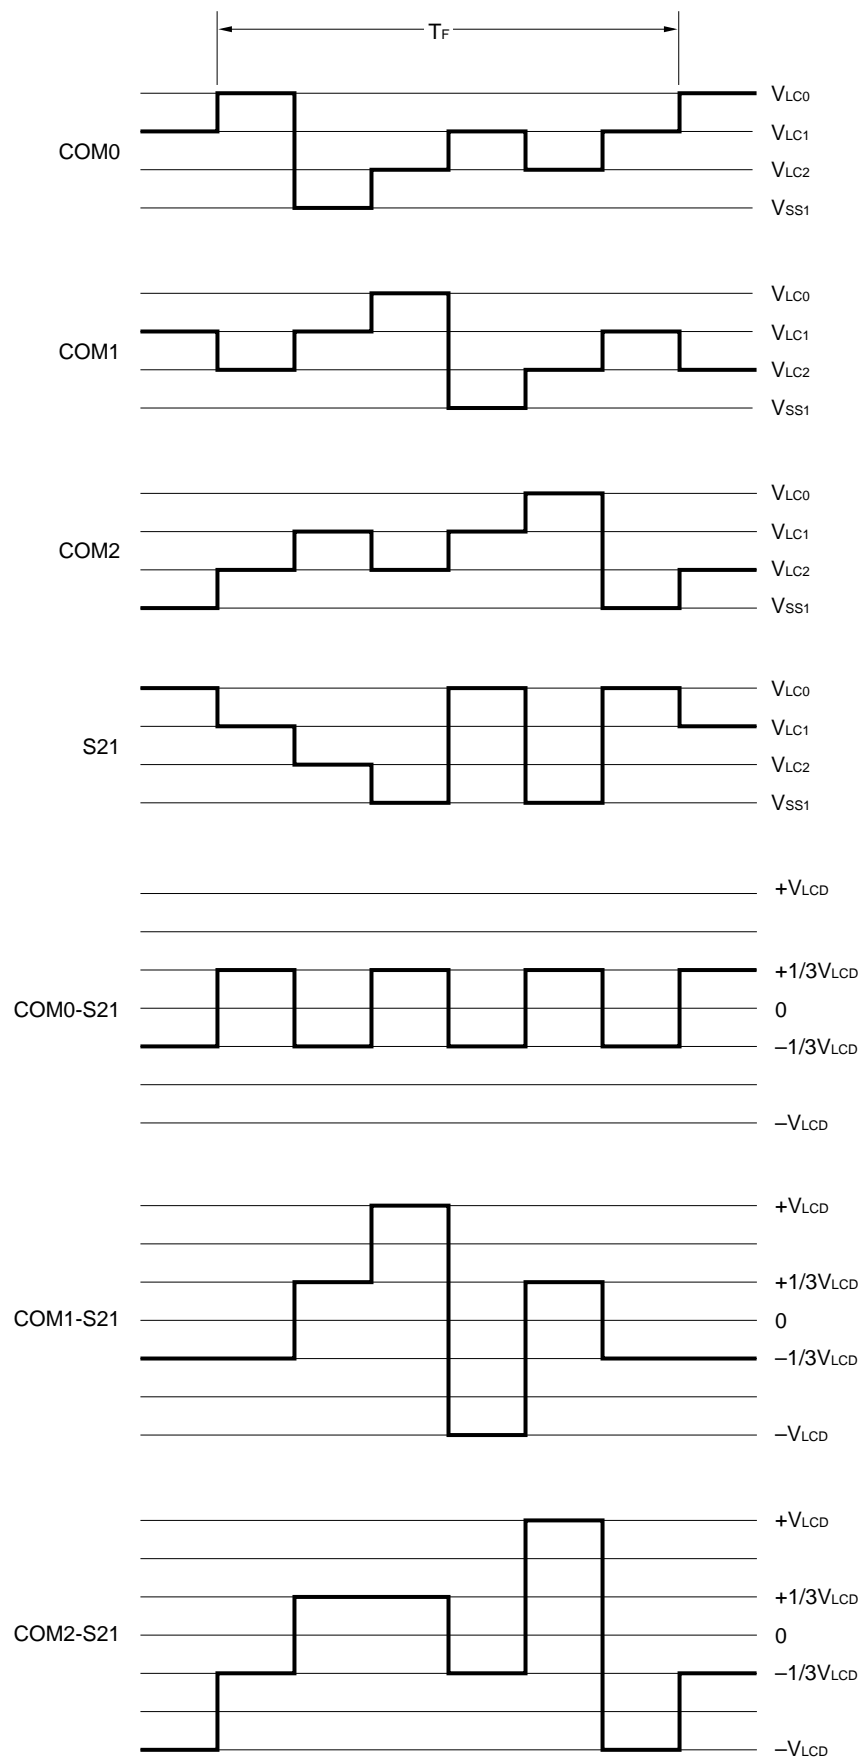 TF
VLC0
VLC1
COM0
VLC2
VSS1
VLC0
VLC1
COM1
VLC2
VSS1
VLC0
VLC1
COM2
VLC2
VSS1
VLC0
VLC1
S21
VLC2
VSS1
+VLCD
+1/3VLCD
COM0-S21
0
–1/3VLCD
–VLCD
+VLCD
+1/3VLCD
COM1-S21
0
–1/3VLCD
–VLCD
+VLCD
+1/3VLCD
COM2-S21
0
–1/3VLCD
–VLCD